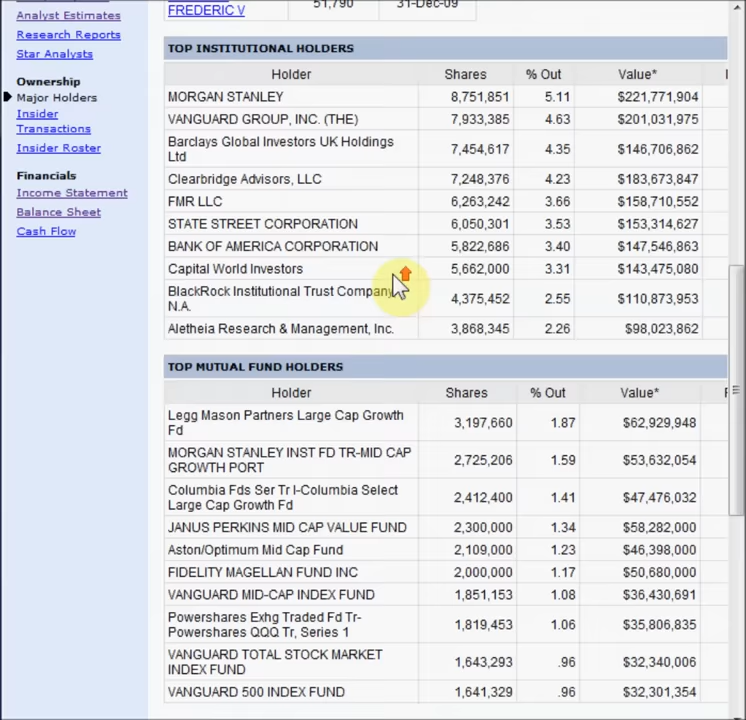 Analyst Estimates
Research Reports
Star Analysts
Ownership
Major Holders
Insider
Transactions
Insider Roster
Financials
Income Statement
Balance Sheet
Cash Flow
FREDERIC V 51,790 31-Dec-09
TOP INSTITUTIONAL HOLDERS
Holder Shares % Out Value*
MORGAN STANLEY 8,751,851 5.11 $221,771,904
VANGUARD GROUP, INC. (THE) 7,933,385 4.63 $201,031,975
Barclays Global Investors UK Holdings
Ltd 7,454,617 4.35 $146,706,862
Clearbridge Advisors, LLC 7,248,376 4.23 $183,673,847
FMR LLC 6,263,242 3.66 $158,710,552
STATE STREET CORPORATION 6,050,301 3.53 $153,314,627
BANK OF AMERICA CORPORATION 5,822,686 3.40 $147,546,863
Capital World Investors 5,662,000 3.31 $143,475,080
BlackRock Institutional Trust Company,
N.A. 4,375,452 2.55 $110,873,953
Aletheia Research & Management, Inc. 3,868,345 2.26 $98,023,862
TOP MUTUAL FUND HOLDERS
Holder Shares % Out Value*
Legg Mason Partners Large Cap Growth
Fd 3,197,660 1.87 $62,929,948
MORGAN STANLEY INST FD TR-MID CAP
GROWTH PORT 2,725,206 1.59 $53,632,054
Columbia Fds Ser Tr I-Columbia Select
Large Cap Growth Fd 2,412,400 1.41 $47,476,032
JANUS PERKINS MID CAP VALUE FUND 2,300,000 1.34 $58,282,000
Aston/Optimum Mid Cap Fund 2,109,000 1.23 $46,398,000
FIDELITY MAGELLAN FUND INC 2,000,000 1.17 $50,680,000
VANGUARD MID-CAP INDEX FUND 1,851,153 1.08 $36,430,691
Powershares Exhg Traded Fd Tr-
Powershares QQQ Tr, Series 1 1,819,453 1.06 $35,806,835
VANGUARD TOTAL STOCK MARKET
INDEX FUND 1,643,293 .96 $32,340,006
VANGUARD 500 INDEX FUND 1,641,329 .96 $32,301,354